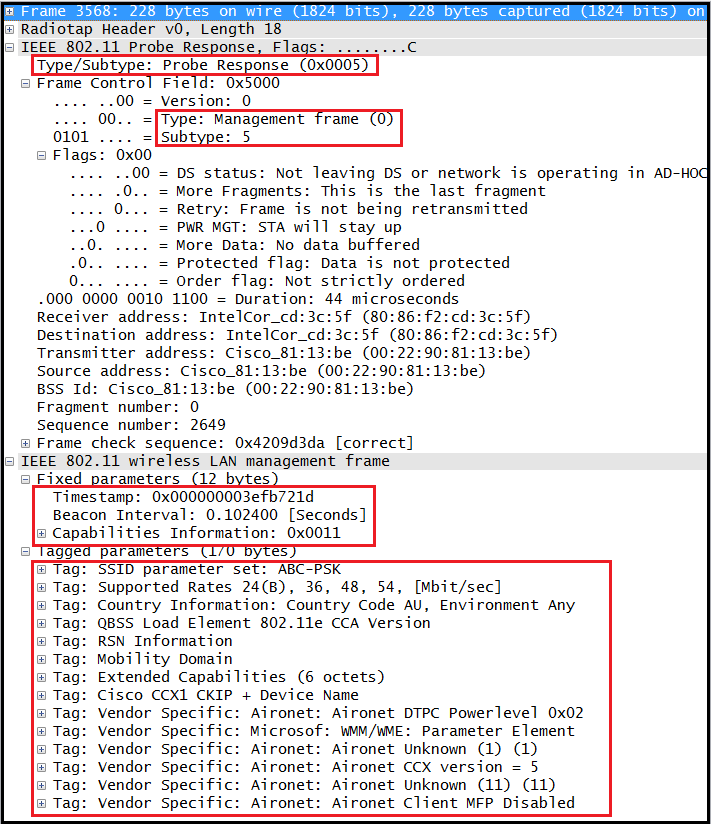 Frame 3568: 228 bytes on wire (1824 bits), 228 bytes captured (1824 bits) on
Radiotap Header v0, Length 18
IEEE 802.11 Probe Response, Flags: ........C
Type/Subtype: Probe Response (0x0005)
Frame Control Field: 0x5000
.... ..00 = Version: 0
.... 00.. = Type: Management frame (0)
0101 .... = Subtype: 5
Flags: 0x00
.... ..00 = DS status: Not leaving DS or network is operating in AD-HOC
.... .0.. = More Fragments: This is the last fragment
.... 0... = Retry: Frame is not being retransmitted
...0 .... = PWR MGT: STA will stay up
..0. .... = More Data: No data buffered
.0.. .... = Protected flag: Data is not protected
0... .... = Order flag: Not strictly ordered
.000 0000 0010 1100 = Duration: 44 microseconds
Receiver address: IntelCor_cd:3c:5f (80:86:f2:cd:3c:5f)
Destination address: IntelCor_cd:3c:5f (80:86:f2:cd:3c:5f)
Transmitter address: Cisco_81:13:be (00:22:90:81:13:be)
Source address: Cisco_81:13:be (00:22:90:81:13:be)
BSS Id: Cisco_81:13:be (00:22:90:81:13:be)
Fragment number: 0
Sequence number: 2649
Frame check sequence: 0x4209d3da [correct]
IEEE 802.11 wireless LAN management frame
Fixed parameters (12 bytes)
Timestamp: 0x000000003efb721d
Beacon Interval: 0.102400 [Seconds]
Capabilities Information: 0x0011
Tagged parameters (170 bytes)
Tag: SSID parameter set: ABC-PSK
Tag: Supported Rates 24(B), 36, 48, 54, [Mbit/sec]
Tag: Country Information: Country Code AU, Environment Any
Tag: QBSS Load Element 802.11e CCA Version
Tag: RSN Information
Tag: Mobility Domain
Tag: Extended Capabilities (6 octets)
Tag: Cisco CCX1 CKIP + Device Name
Tag: Vendor Specific: Aironet: Aironet DTPC Powerlevel 0x02
Tag: Vendor Specific: Microsof: WMM/WME: Parameter Element
Tag: Vendor Specific: Aironet: Aironet Unknown (1) (1)
Tag: Vendor Specific: Aironet: Aironet CCX version = 5
Tag: Vendor Specific: Aironet: Aironet Unknown (11) (11)
Tag: Vendor Specific: Aironet: Aironet Client MFP Disabled